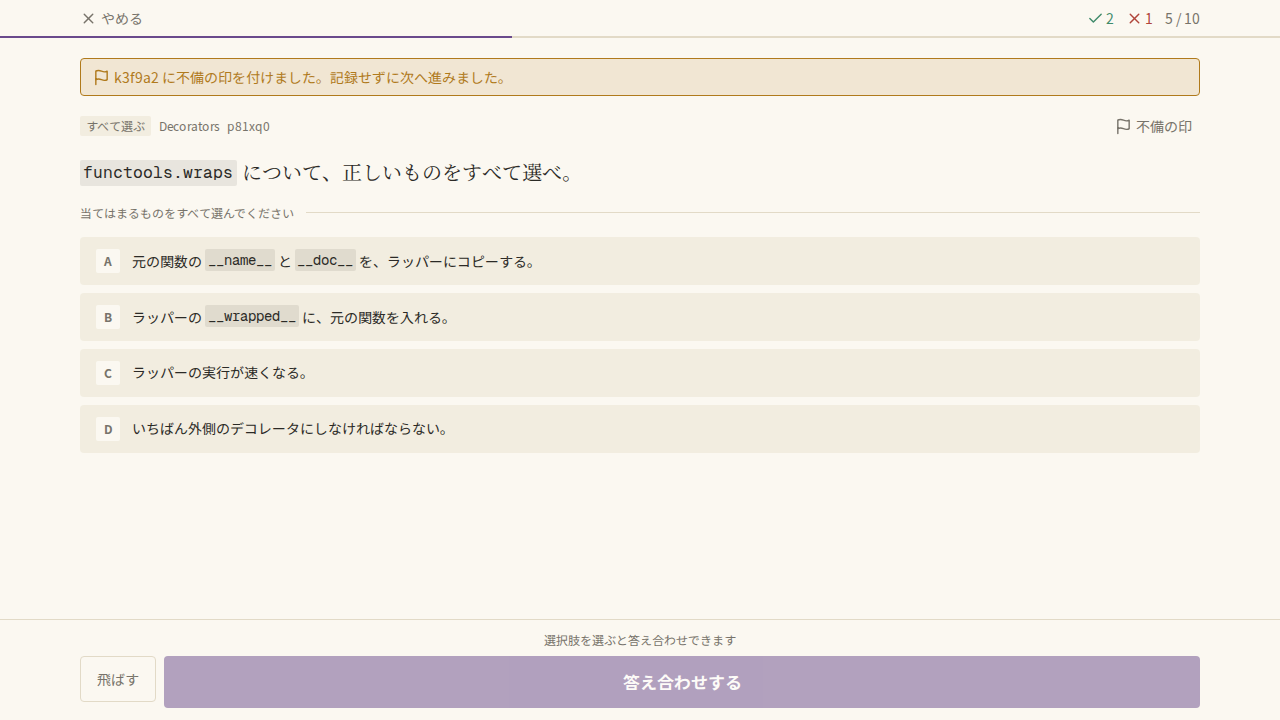 やめる
2 1 5 / 10
k3f9a2 に不備の印を付けました。記録せずに次へ進みました。
すべて選ぶ Decorators p81xq0 不備の印
functools.wraps について、正しいものをすべて選べ。
当てはまるものをすべて選んでください
A 元の関数の __name__ と __doc__ を、ラッパーにコピーする。
B ラッパーの __wrapped__ に、元の関数を入れる。
C ラッパーの実行が速くなる。
D いちばん外側のデコレータにしなければならない。
選択肢を選ぶと答え合わせできます
飛ばす 答え合わせする